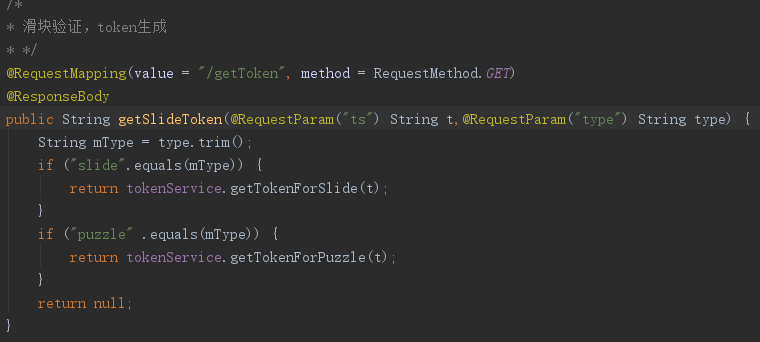 /*
* 滑块验证，token生成
* */
@RequestMapping(value = "/getToken", method = RequestMethod.GET)
@ResponseBody
public String getSlideToken(@RequestParam("ts") String t,@RequestParam("type") String type) {
    String mType = type.trim();
    if ("slide".equals(mType)) {
        return tokenService.getTokenForSlide(t);
    }
    if ("puzzle" .equals(mType)) {
        return tokenService.getTokenForPuzzle(t);
    }
    return null;
}